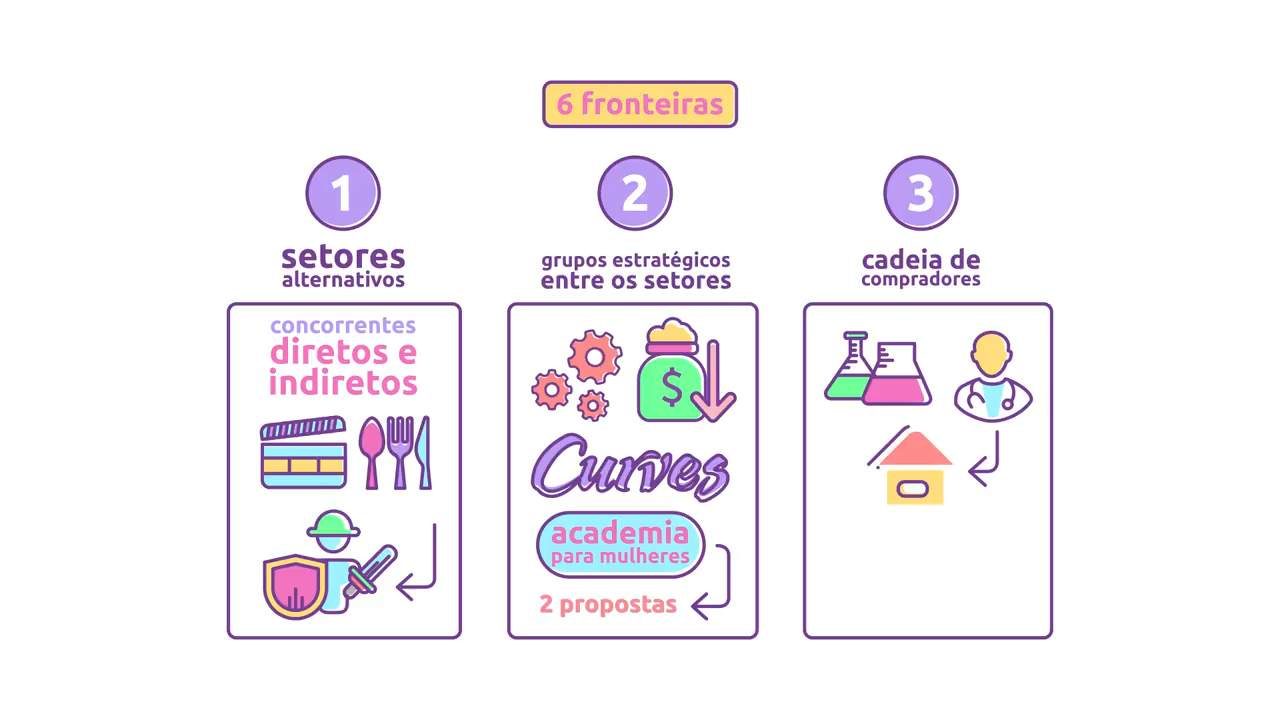 6 fronteiras
1
setores
alternativos
concorrentes
diretos e
indiretos
2
grupos estratégicos
entre os setores
$
Curves
academia
para mulheres
2 propostas
3
cadeia de
compradores